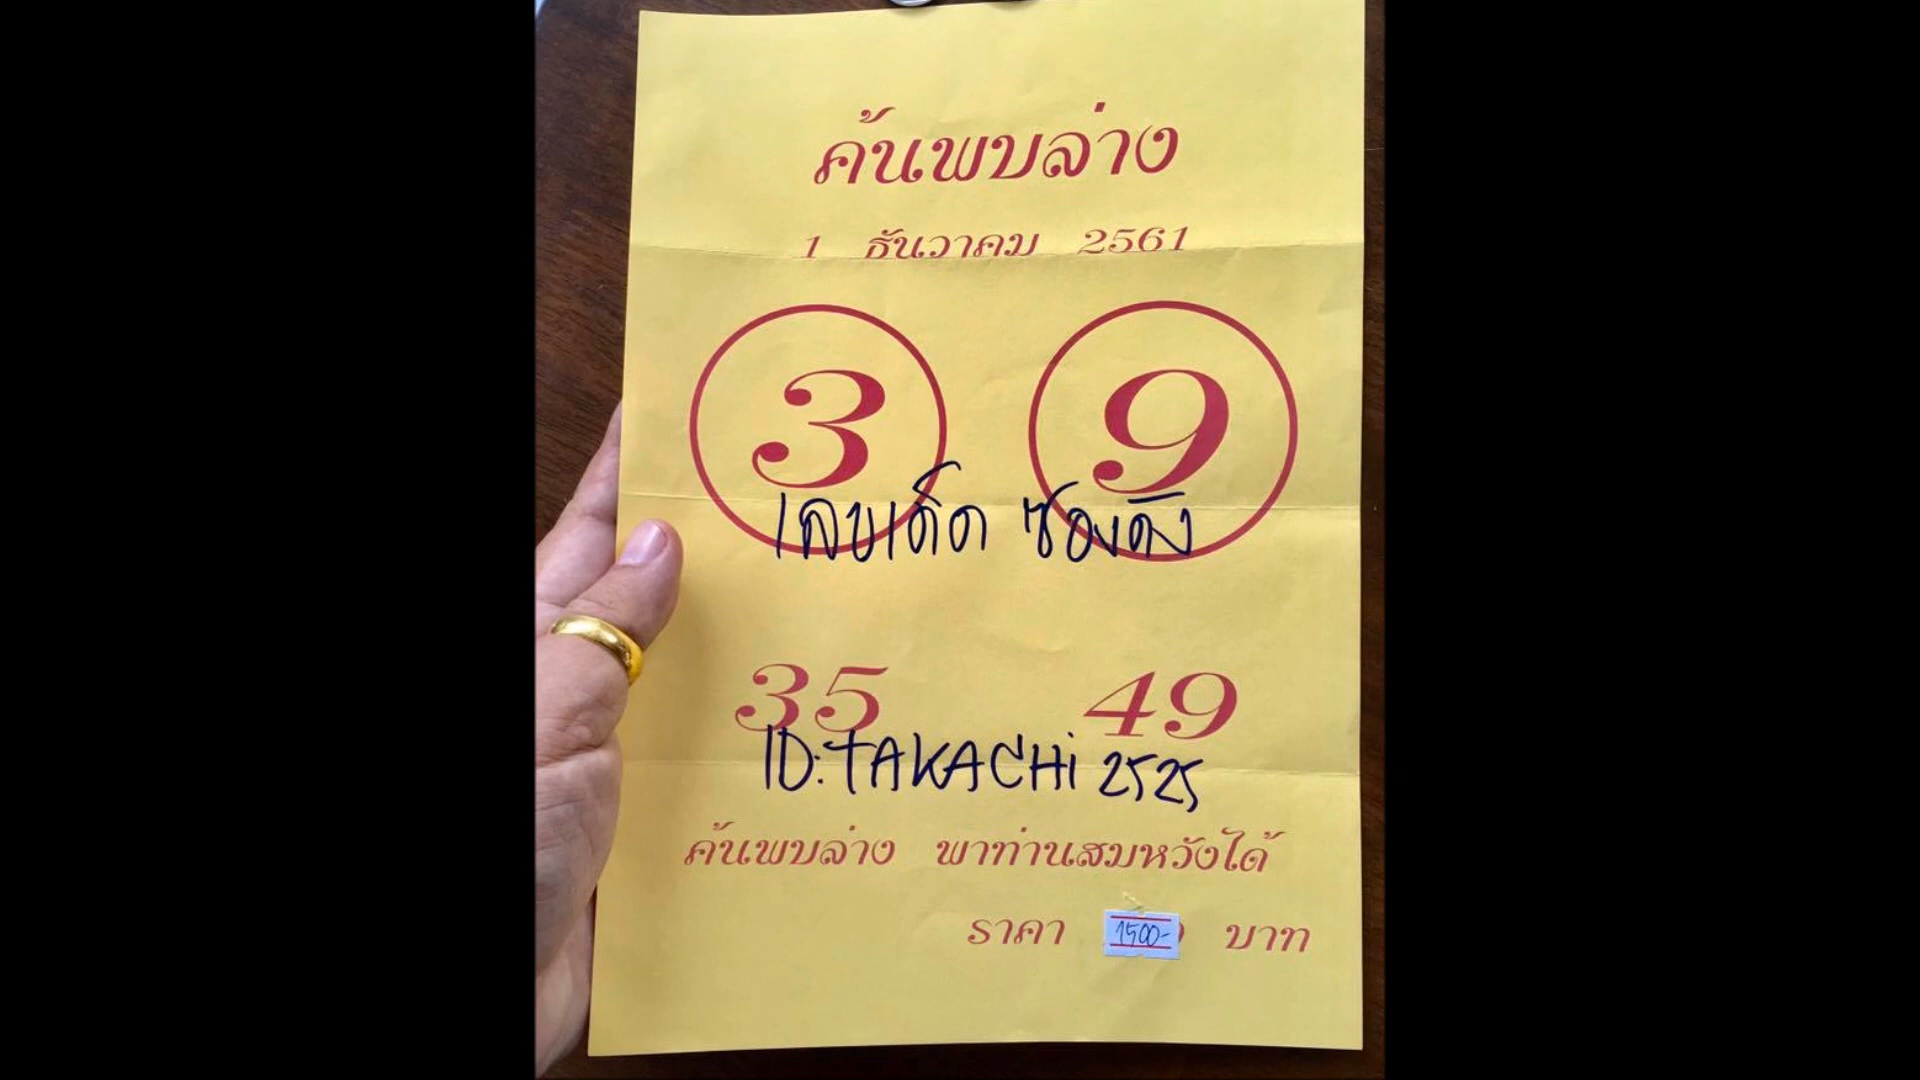 ค้นพบล่าง
1 ธันวาคม 2561
3 9
เลขเด็ด ซองดัง
35 49
ID:TAKACHi 2525
ค้นพบล่าง พาท่านสมหวังได้
ราคา 1500- บาท